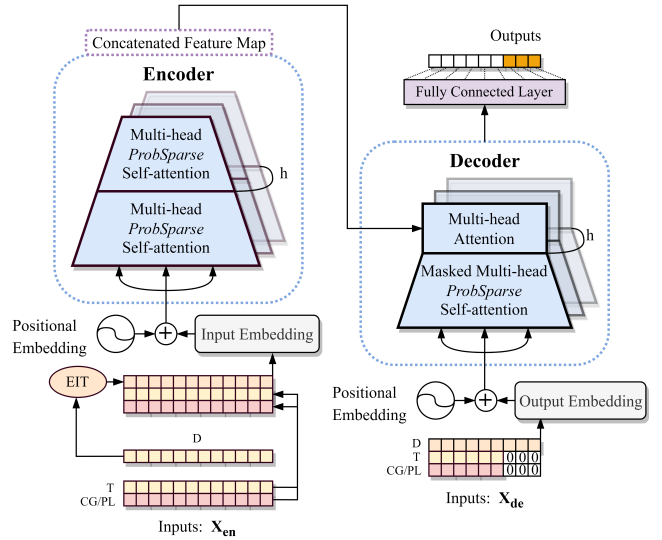 Concatenated Feature Map
Encoder
Multi-head
ProbSparse
Self-attention
h
Multi-head
ProbSparse
Self-attention
Positional
Embedding
Input Embedding
EIT
D
T
CG/PL
Inputs: X_en
Outputs
Fully Connected Layer
Decoder
Multi-head
Attention
h
Masked Multi-head
ProbSparse
Self-attention
Positional
Embedding
Output Embedding
D
T 0 0 0
CG/PL 0 0 0
Inputs: X_de